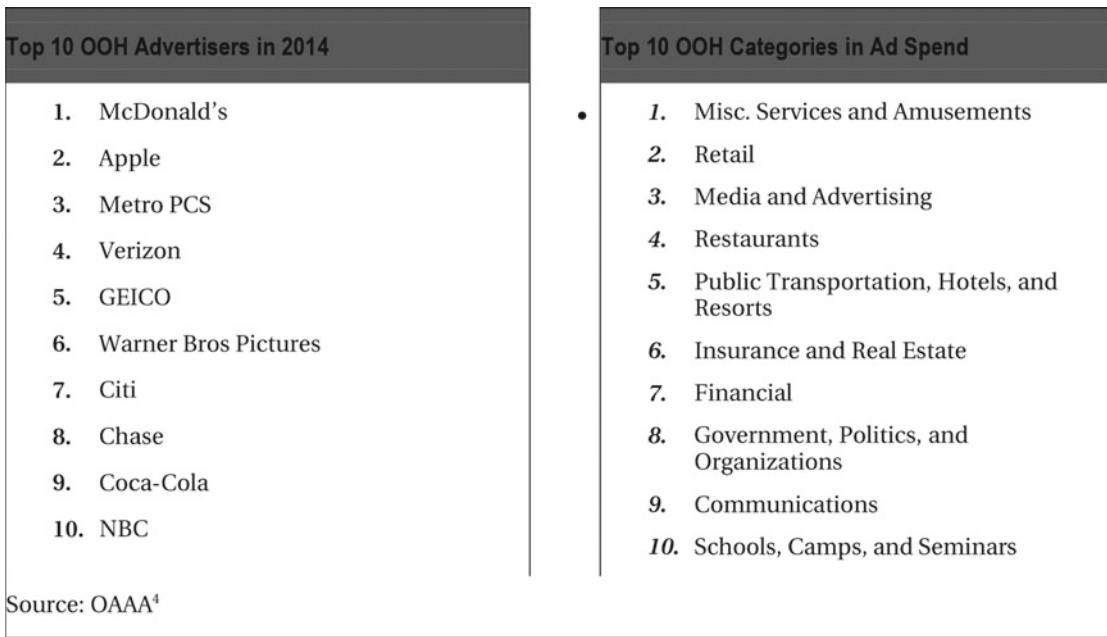 Top 10 OOH Advertisers in 2014
1. McDonald’s
2. Apple
3. Metro PCS
4. Verizon
5. GEICO
6. Warner Bros Pictures
7. Citi
8. Chase
9. Coca-Cola
10. NBC
Top 10 OOH Categories in Ad Spend
• 1. Misc. Services and Amusements
2. Retail
3. Media and Advertising
4. Restaurants
5. Public Transportation, Hotels, and
Resorts
6. Insurance and Real Estate
7. Financial
8. Government, Politics, and
Organizations
9. Communications
10. Schools, Camps, and Seminars
Source: OAAA⁴